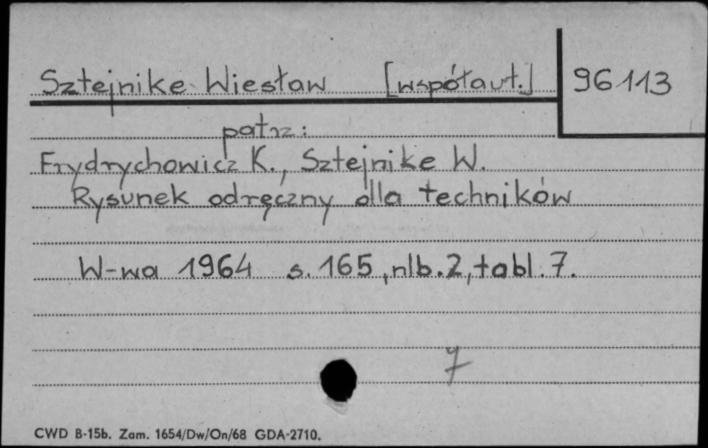 Sztejnike Wiesław [współaut.] 96113
patrz:
Frydrychowicz K., Sztejnike W.
Rysunek odręczny dla techników
W-wa 1964 s. 165, nlb. 2, tabl. 7.
7
CWD B-15b. Zam. 1654/Dw/On/68 GDA-2710.